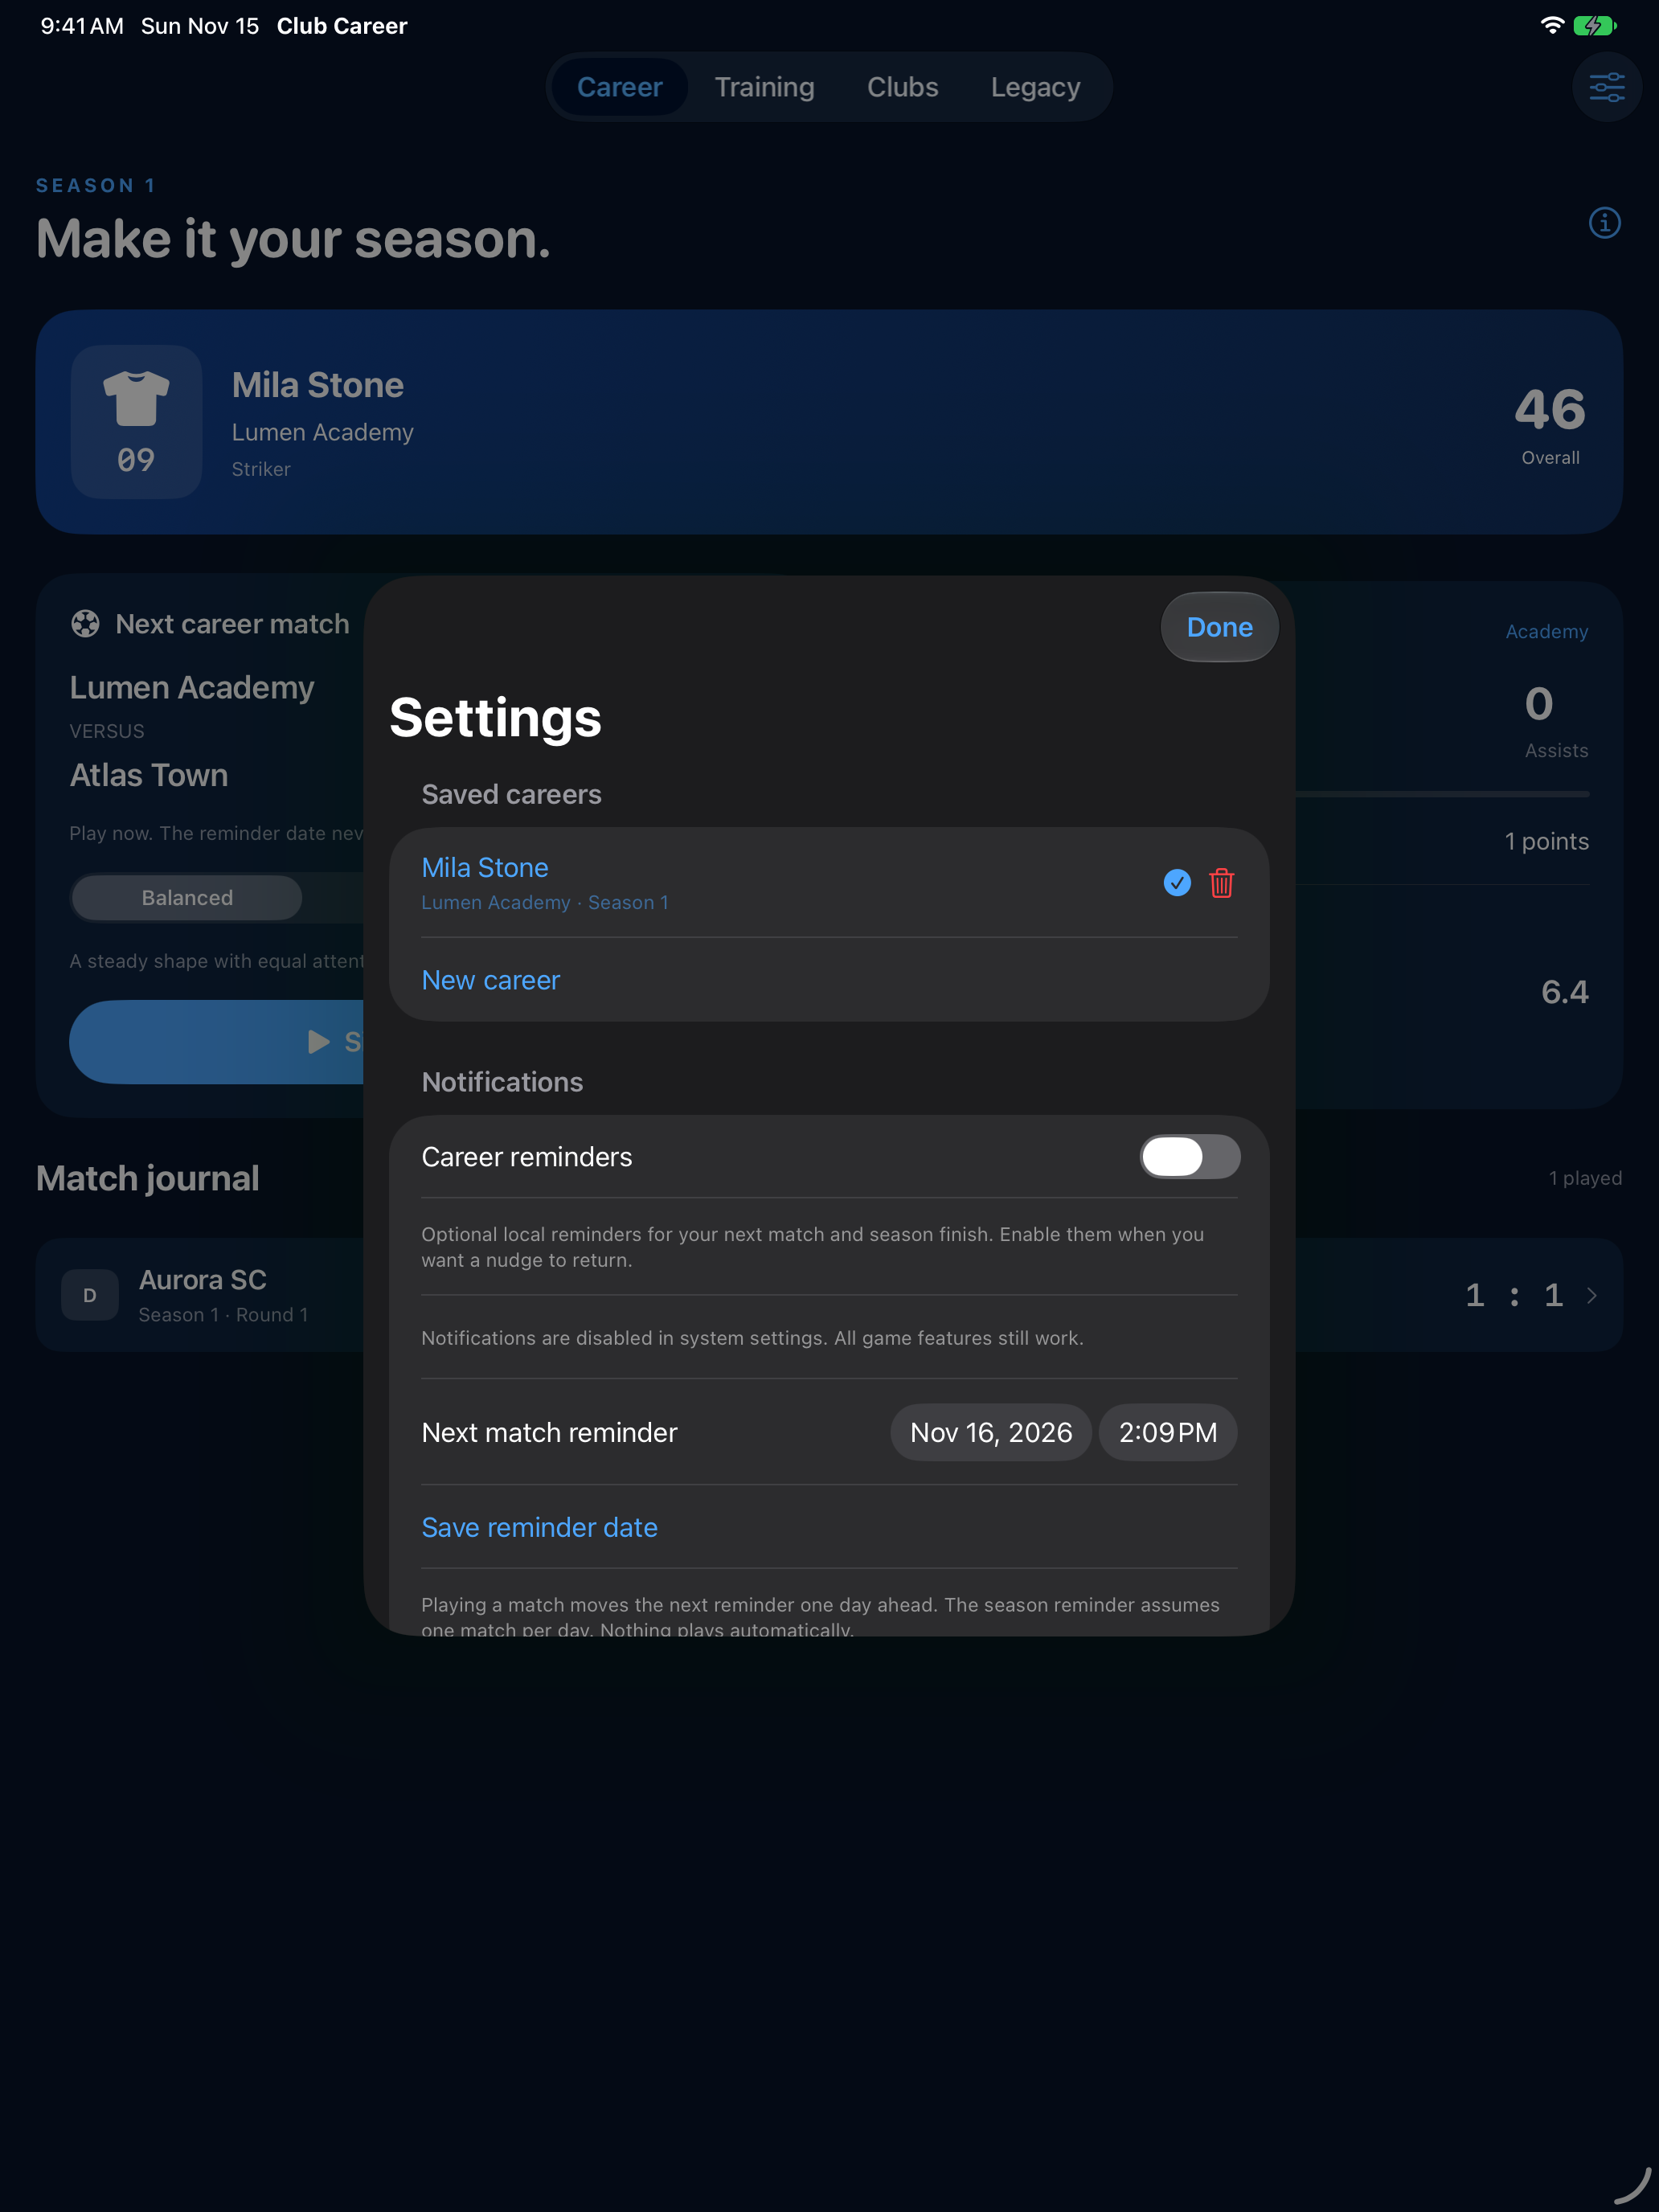 9:41 AM Sun Nov 15 Club Career
Career Training Clubs Legacy
SEASON 1
Make it your season.
09
Mila Stone
Lumen Academy
Striker
46
Overall
Next career match
Lumen Academy
VERSUS
Atlas Town
Play now. The reminder date nev
Balanced
A steady shape with equal attent
S
Academy
0
Assists
1 points
6.4
Match journal
1 played
D
Aurora SC
Season 1 · Round 1
1 : 1
Done
Settings
Saved careers
Mila Stone
Lumen Academy · Season 1
New career
Notifications
Career reminders
Optional local reminders for your next match and season finish. Enable them when you
want a nudge to return.
Notifications are disabled in system settings. All game features still work.
Next match reminder Nov 16, 2026 2:09 PM
Save reminder date
Playing a match moves the next reminder one day ahead. The season reminder assumes
one match per day. Nothing plays automatically.